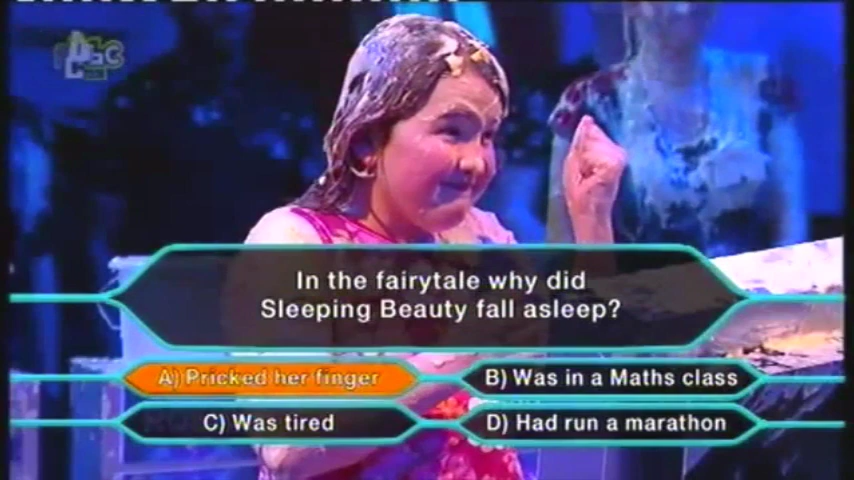 In the fairytale why did
Sleeping Beauty fall asleep?
A) Pricked her finger
B) Was in a Maths class
C) Was tired
D) Had run a marathon